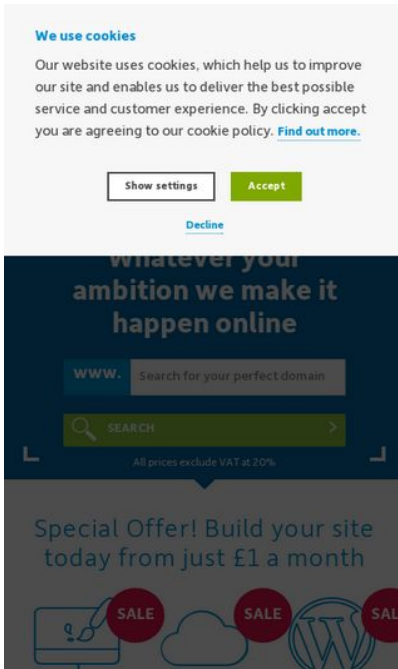 We use cookies
Our website uses cookies, which help us to improve
our site and enables us to deliver the best possible
service and customer experience. By clicking accept
you are agreeing to our cookie policy. Find out more.
Show settings
Accept
Decline
Whatever your
ambition we make it
happen online
www. Search for your perfect domain
SEARCH
All prices exclude VAT at 20%
Special Offer! Build your site
today from just £1 a month
SALE SALE SAL